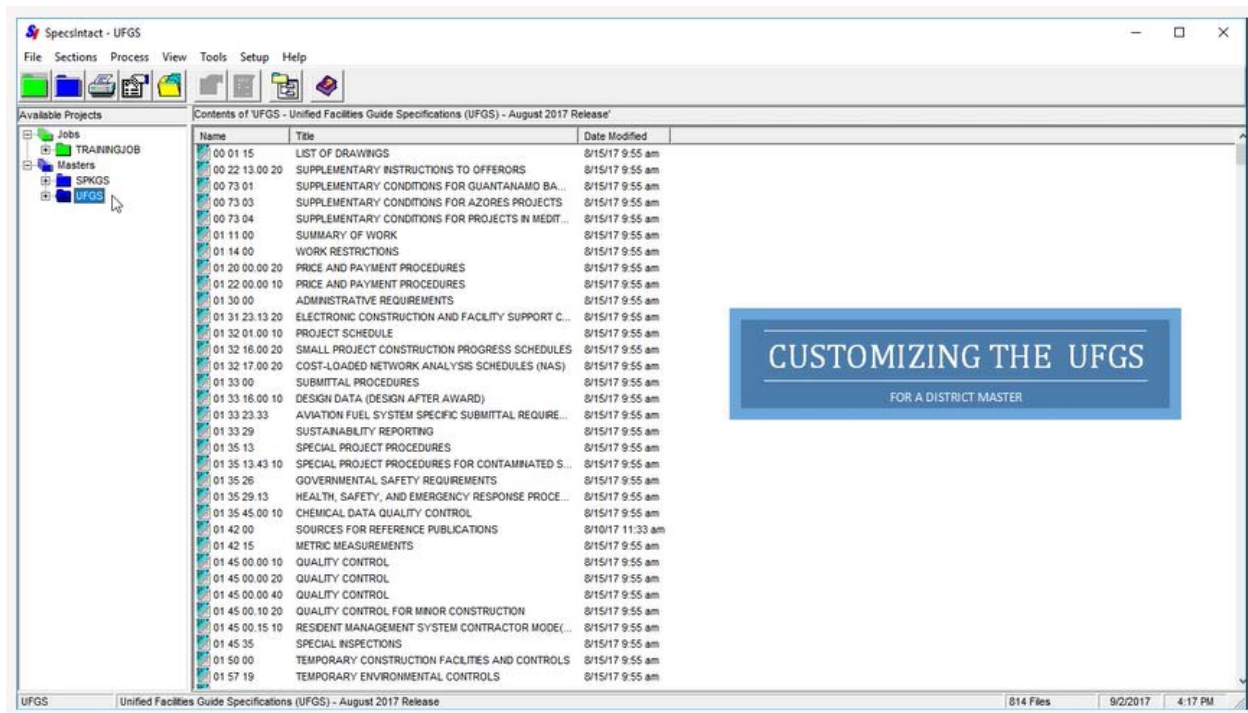 SpecsIntact - UFGS
File Sections Process View Tools Setup Help
Available Projects
Contents of 'UFGS - Unified Facilities Guide Specifications (UFGS) - August 2017 Release'
Jobs
TRAININGJOB
Masters
SPKGS
UFGS
Name Title Date Modified
00 01 15 LIST OF DRAWINGS 8/15/17 9:55 am
00 22 13.00 20 SUPPLEMENTARY INSTRUCTIONS TO OFFERORS 8/15/17 9:55 am
00 73 01 SUPPLEMENTARY CONDITIONS FOR GUANTANAMO BA... 8/15/17 9:55 am
00 73 03 SUPPLEMENTARY CONDITIONS FOR AZORES PROJECTS 8/15/17 9:55 am
00 73 04 SUPPLEMENTARY CONDITIONS FOR PROJECTS IN MEDIT... 8/15/17 9:55 am
01 11 00 SUMMARY OF WORK 8/15/17 9:55 am
01 14 00 WORK RESTRICTIONS 8/15/17 9:55 am
01 20 00.00 20 PRICE AND PAYMENT PROCEDURES 8/15/17 9:55 am
01 22 00.00 10 PRICE AND PAYMENT PROCEDURES 8/15/17 9:55 am
01 30 00 ADMINISTRATIVE REQUIREMENTS 8/15/17 9:55 am
01 31 23.13 20 ELECTRONIC CONSTRUCTION AND FACILITY SUPPORT C... 8/15/17 9:55 am
01 32 01.00 10 PROJECT SCHEDULE 8/15/17 9:55 am
01 32 16.00 20 SMALL PROJECT CONSTRUCTION PROGRESS SCHEDULES 8/15/17 9:55 am
01 32 17.00 20 COST-LOADED NETWORK ANALYSIS SCHEDULES (NAS) 8/15/17 9:55 am
01 33 00 SUBMITTAL PROCEDURES 8/15/17 9:55 am
01 33 16.00 10 DESIGN DATA (DESIGN AFTER AWARD) 8/15/17 9:55 am
01 33 23.33 AVIATION FUEL SYSTEM SPECIFIC SUBMITTAL REQUIRE... 8/15/17 9:55 am
01 33 29 SUSTAINABILITY REPORTING 8/15/17 9:55 am
01 35 13 SPECIAL PROJECT PROCEDURES 8/15/17 9:55 am
01 35 13.43 10 SPECIAL PROJECT PROCEDURES FOR CONTAMINATED S... 8/15/17 9:55 am
01 35 26 GOVERNMENTAL SAFETY REQUIREMENTS 8/15/17 9:55 am
01 35 29.13 HEALTH, SAFETY, AND EMERGENCY RESPONSE PROCE... 8/15/17 9:55 am
01 35 45.00 10 CHEMICAL DATA QUALITY CONTROL 8/15/17 9:55 am
01 42 00 SOURCES FOR REFERENCE PUBLICATIONS 8/10/17 11:33 am
01 42 15 METRIC MEASUREMENTS 8/15/17 9:55 am
01 45 00.00 10 QUALITY CONTROL 8/15/17 9:55 am
01 45 00.00 20 QUALITY CONTROL 8/15/17 9:55 am
01 45 00.00 40 QUALITY CONTROL 8/15/17 9:55 am
01 45 00.10 20 QUALITY CONTROL FOR MINOR CONSTRUCTION 8/15/17 9:55 am
01 45 00.15 10 RESIDENT MANAGEMENT SYSTEM CONTRACTOR MODE(... 8/15/17 9:55 am
01 45 35 SPECIAL INSPECTIONS 8/15/17 9:55 am
01 50 00 TEMPORARY CONSTRUCTION FACILITIES AND CONTROLS 8/15/17 9:55 am
01 57 19 TEMPORARY ENVIRONMENTAL CONTROLS 8/15/17 9:55 am
CUSTOMIZING THE UFGS
FOR A DISTRICT MASTER
UFGS Unified Facilities Guide Specifications (UFGS) - August 2017 Release 814 Files 9/2/2017 4:17 PM